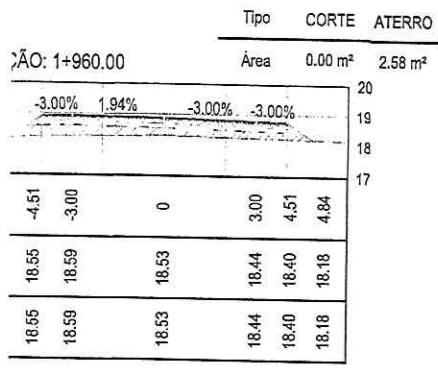 Tipo CORTE ATERRO
ÇÃO: 1+960.00 Área 0.00 m² 2.58 m²
20
-3.00% 1.94% -3.00% -3.00%
19
18
17
-4.51 -3.00 0 3.00 4.51 4.84
18.55 18.59 18.53 18.44 18.40 18.18
18.55 18.59 18.53 18.44 18.40 18.18